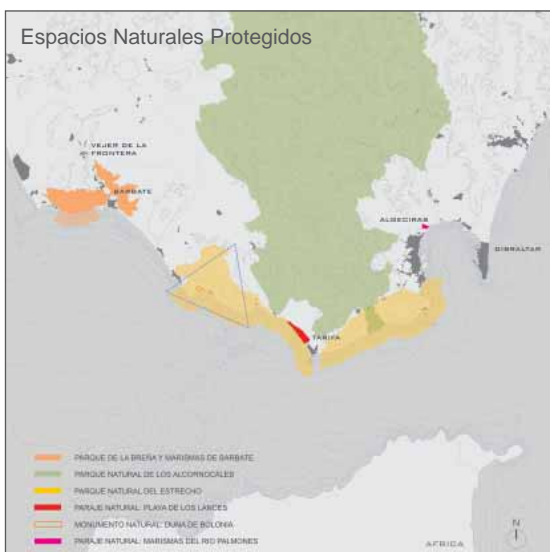 Espacios Naturales Protegidos
VEJER DE LA
FRONTERA
BARBATE
ALGECIRAS
GIBRALTAR
TARIFA
PARQUE DE LA BREÑA Y MARISMAS DE BARBATE
PARQUE NATURAL DE LOS ALCORNOCALES
PARQUE NATURAL DEL ESTRECHO
PARAJE NATURAL: PLAYA DE LOS LANCES
MONUMENTO NATURAL: DUNA DE BOLONIA
PARAJE NATURAL: MARISMAS DEL RIO PALMONES
AFRICA
N